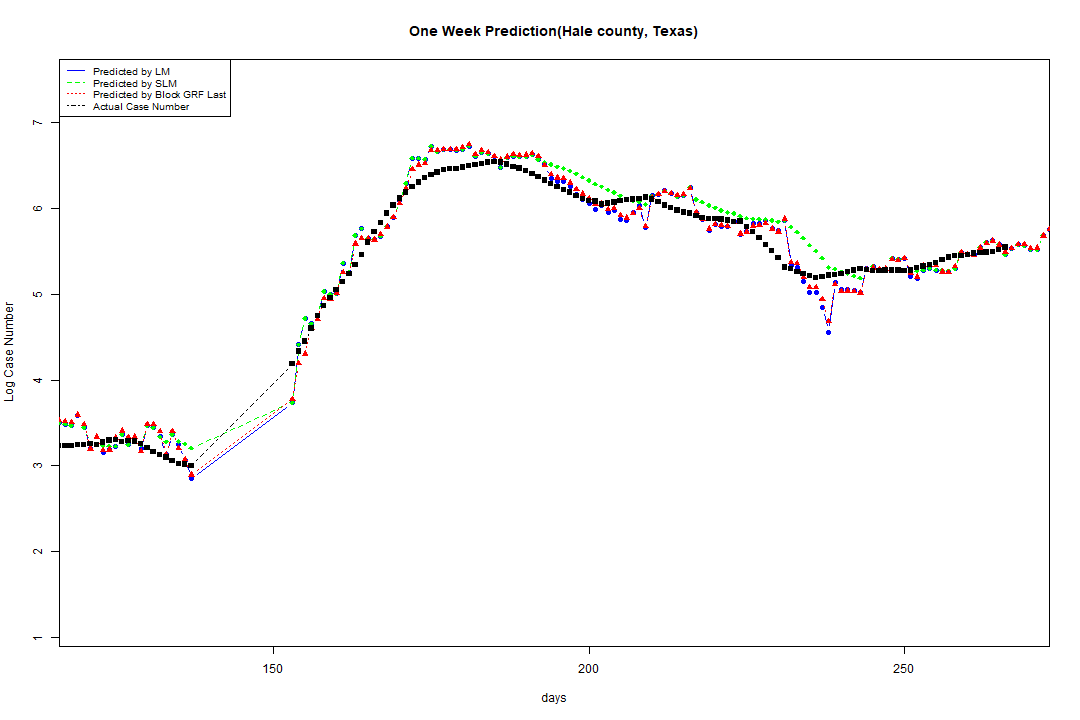 One Week Prediction(Hale county, Texas)
Predicted by LM
Predicted by SLM
Predicted by Block GRF Last
Actual Case Number
7
6
5
4
3
2
1
Log Case Number
150 200 250
days